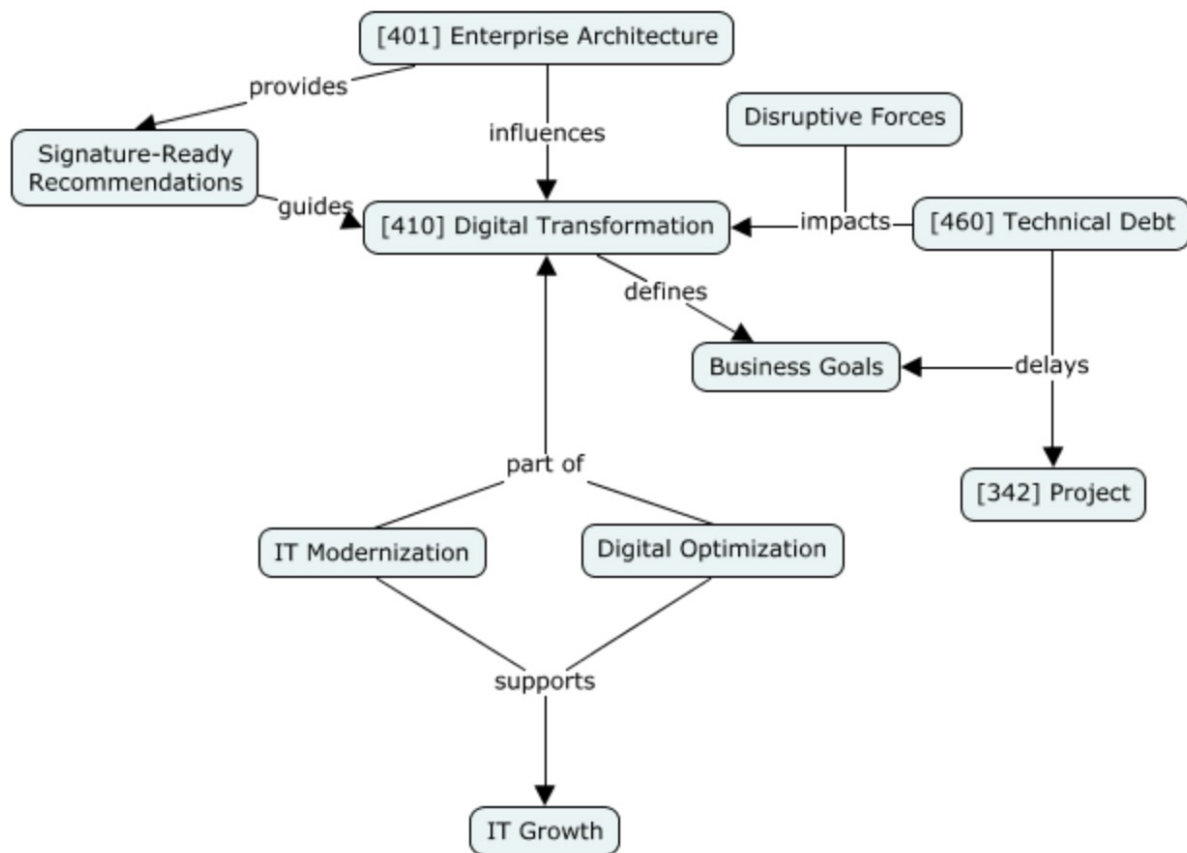 [401] Enterprise Architecture
provides
Disruptive Forces
influences
Signature-Ready
Recommendations
guides
[410] Digital Transformation
impacts
[460] Technical Debt
defines
Business Goals
delays
part of
[342] Project
IT Modernization
Digital Optimization
supports
IT Growth